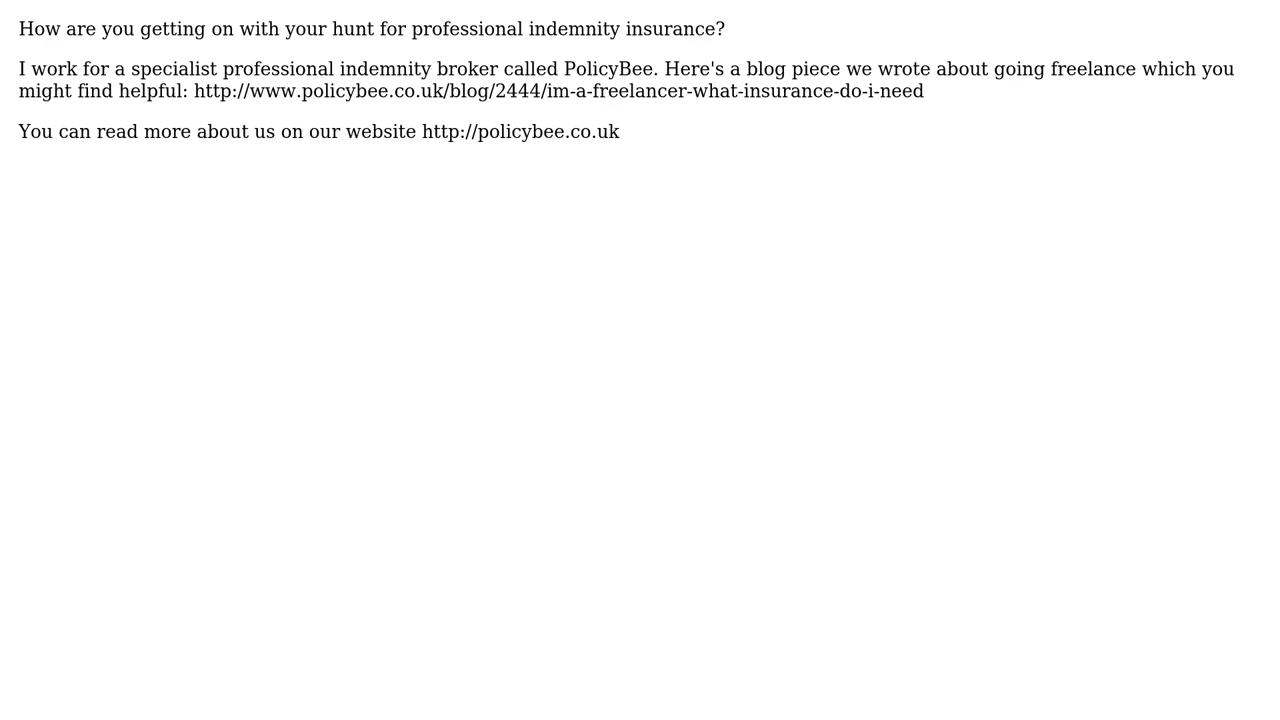 How are you getting on with your hunt for professional indemnity insurance?
I work for a specialist professional indemnity broker called PolicyBee. Here's a blog piece we wrote about going freelance which you
might find helpful: http://www.policybee.co.uk/blog/2444/im-a-freelancer-what-insurance-do-i-need
You can read more about us on our website http://policybee.co.uk